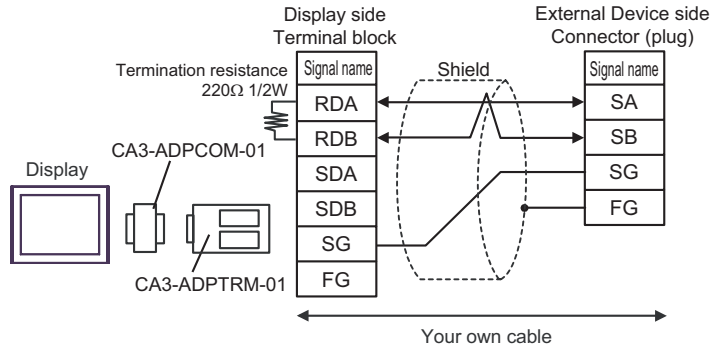 Display side
Terminal block
External Device side
Connector (plug)
Termination resistance
220Ω 1/2W
Signal name
Shield
Signal name
RDA
SA
RDB
SB
CA3-ADPCOM-01
Display
SDA
SG
SDB
FG
SG
CA3-ADPTRM-01
FG
Your own cable